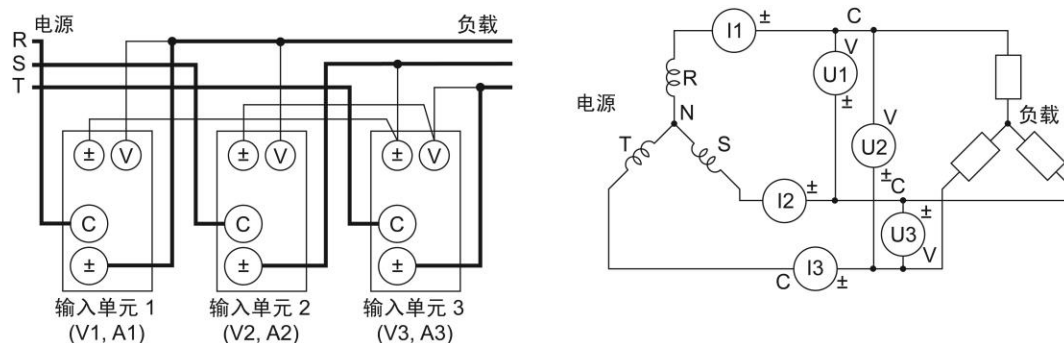 电源
负载
R
S
T
± V
± V
± V
C
C
C
±
±
±
输入单元 1
(V1, A1)
输入单元 2
(V2, A2)
输入单元 3
(V3, A3)
I1 ±
C
V
U1
±
R
电源
N
T
S
V
U2
±
负载
I2 ±
C
±
U3
V
C I3 ±